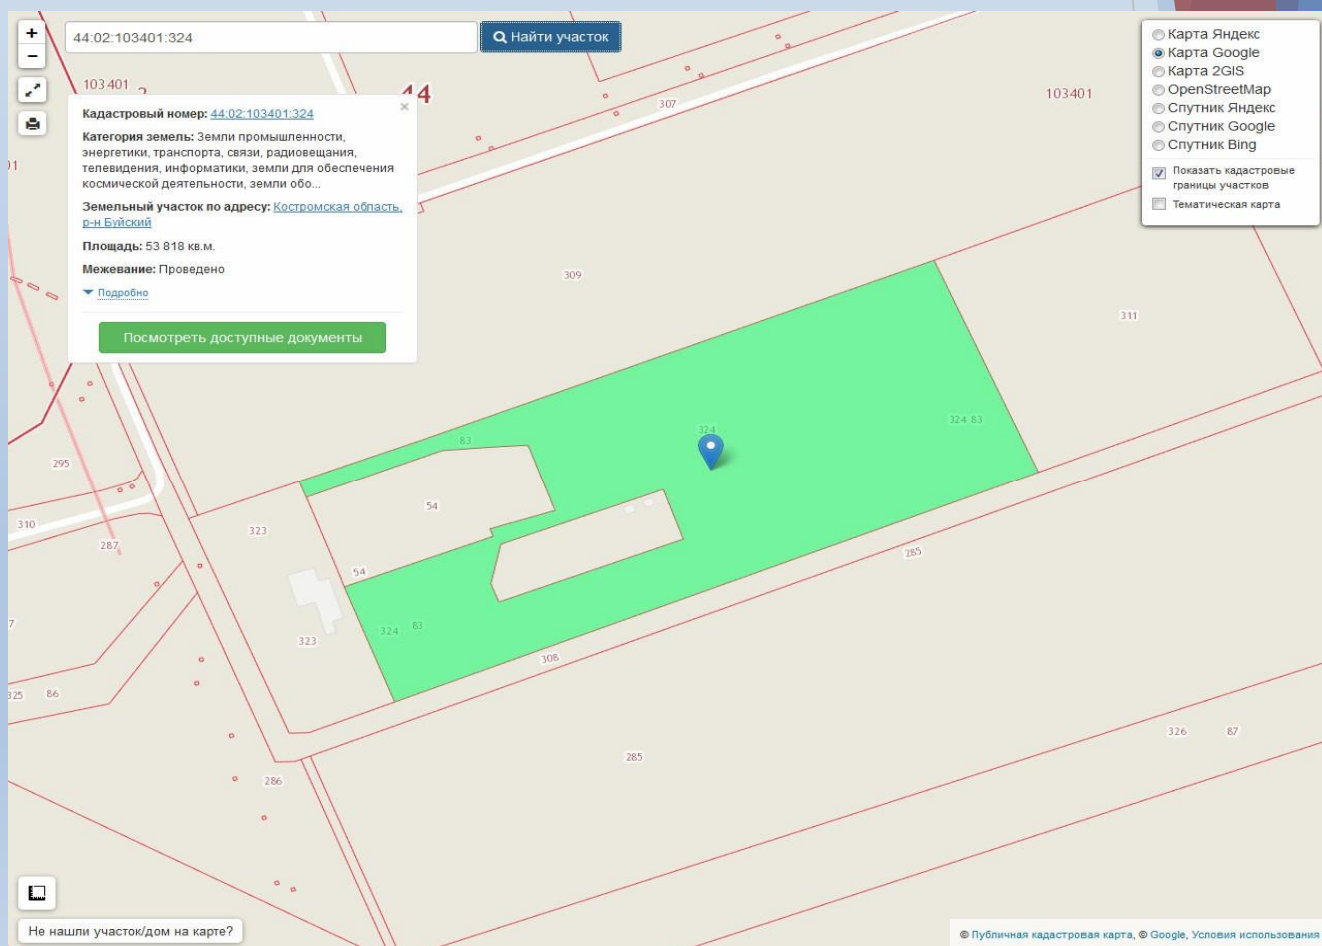 +
44:02:103401:324
Найти участок
−
Карта Яндекс
Карта Google
Карта 2GIS
OpenStreetMap
Спутник Яндекс
Спутник Google
Спутник Bing
Показать кадастровые
границы участков
Тематическая карта
103401
44
103401
307
Кадастровый номер: 44:02:103401:324
Категория земель: Земли промышленности,
энергетики, транспорта, связи, радиовещания,
телевидения, информатики, земли для обеспечения
космической деятельности, земли обо...
Земельный участок по адресу: Костромская область,
р-н Буйский
Площадь: 53 818 кв.м.
Межевание: Проведено
Подробно
Посмотреть доступные документы
309
311
324 83
324
83
295
54
310
323
287
285
54
323
324 83
308
325 86
326 87
285
286
Не нашли участок/дом на карте?
© Публичная кадастровая карта, © Google, Условия использования